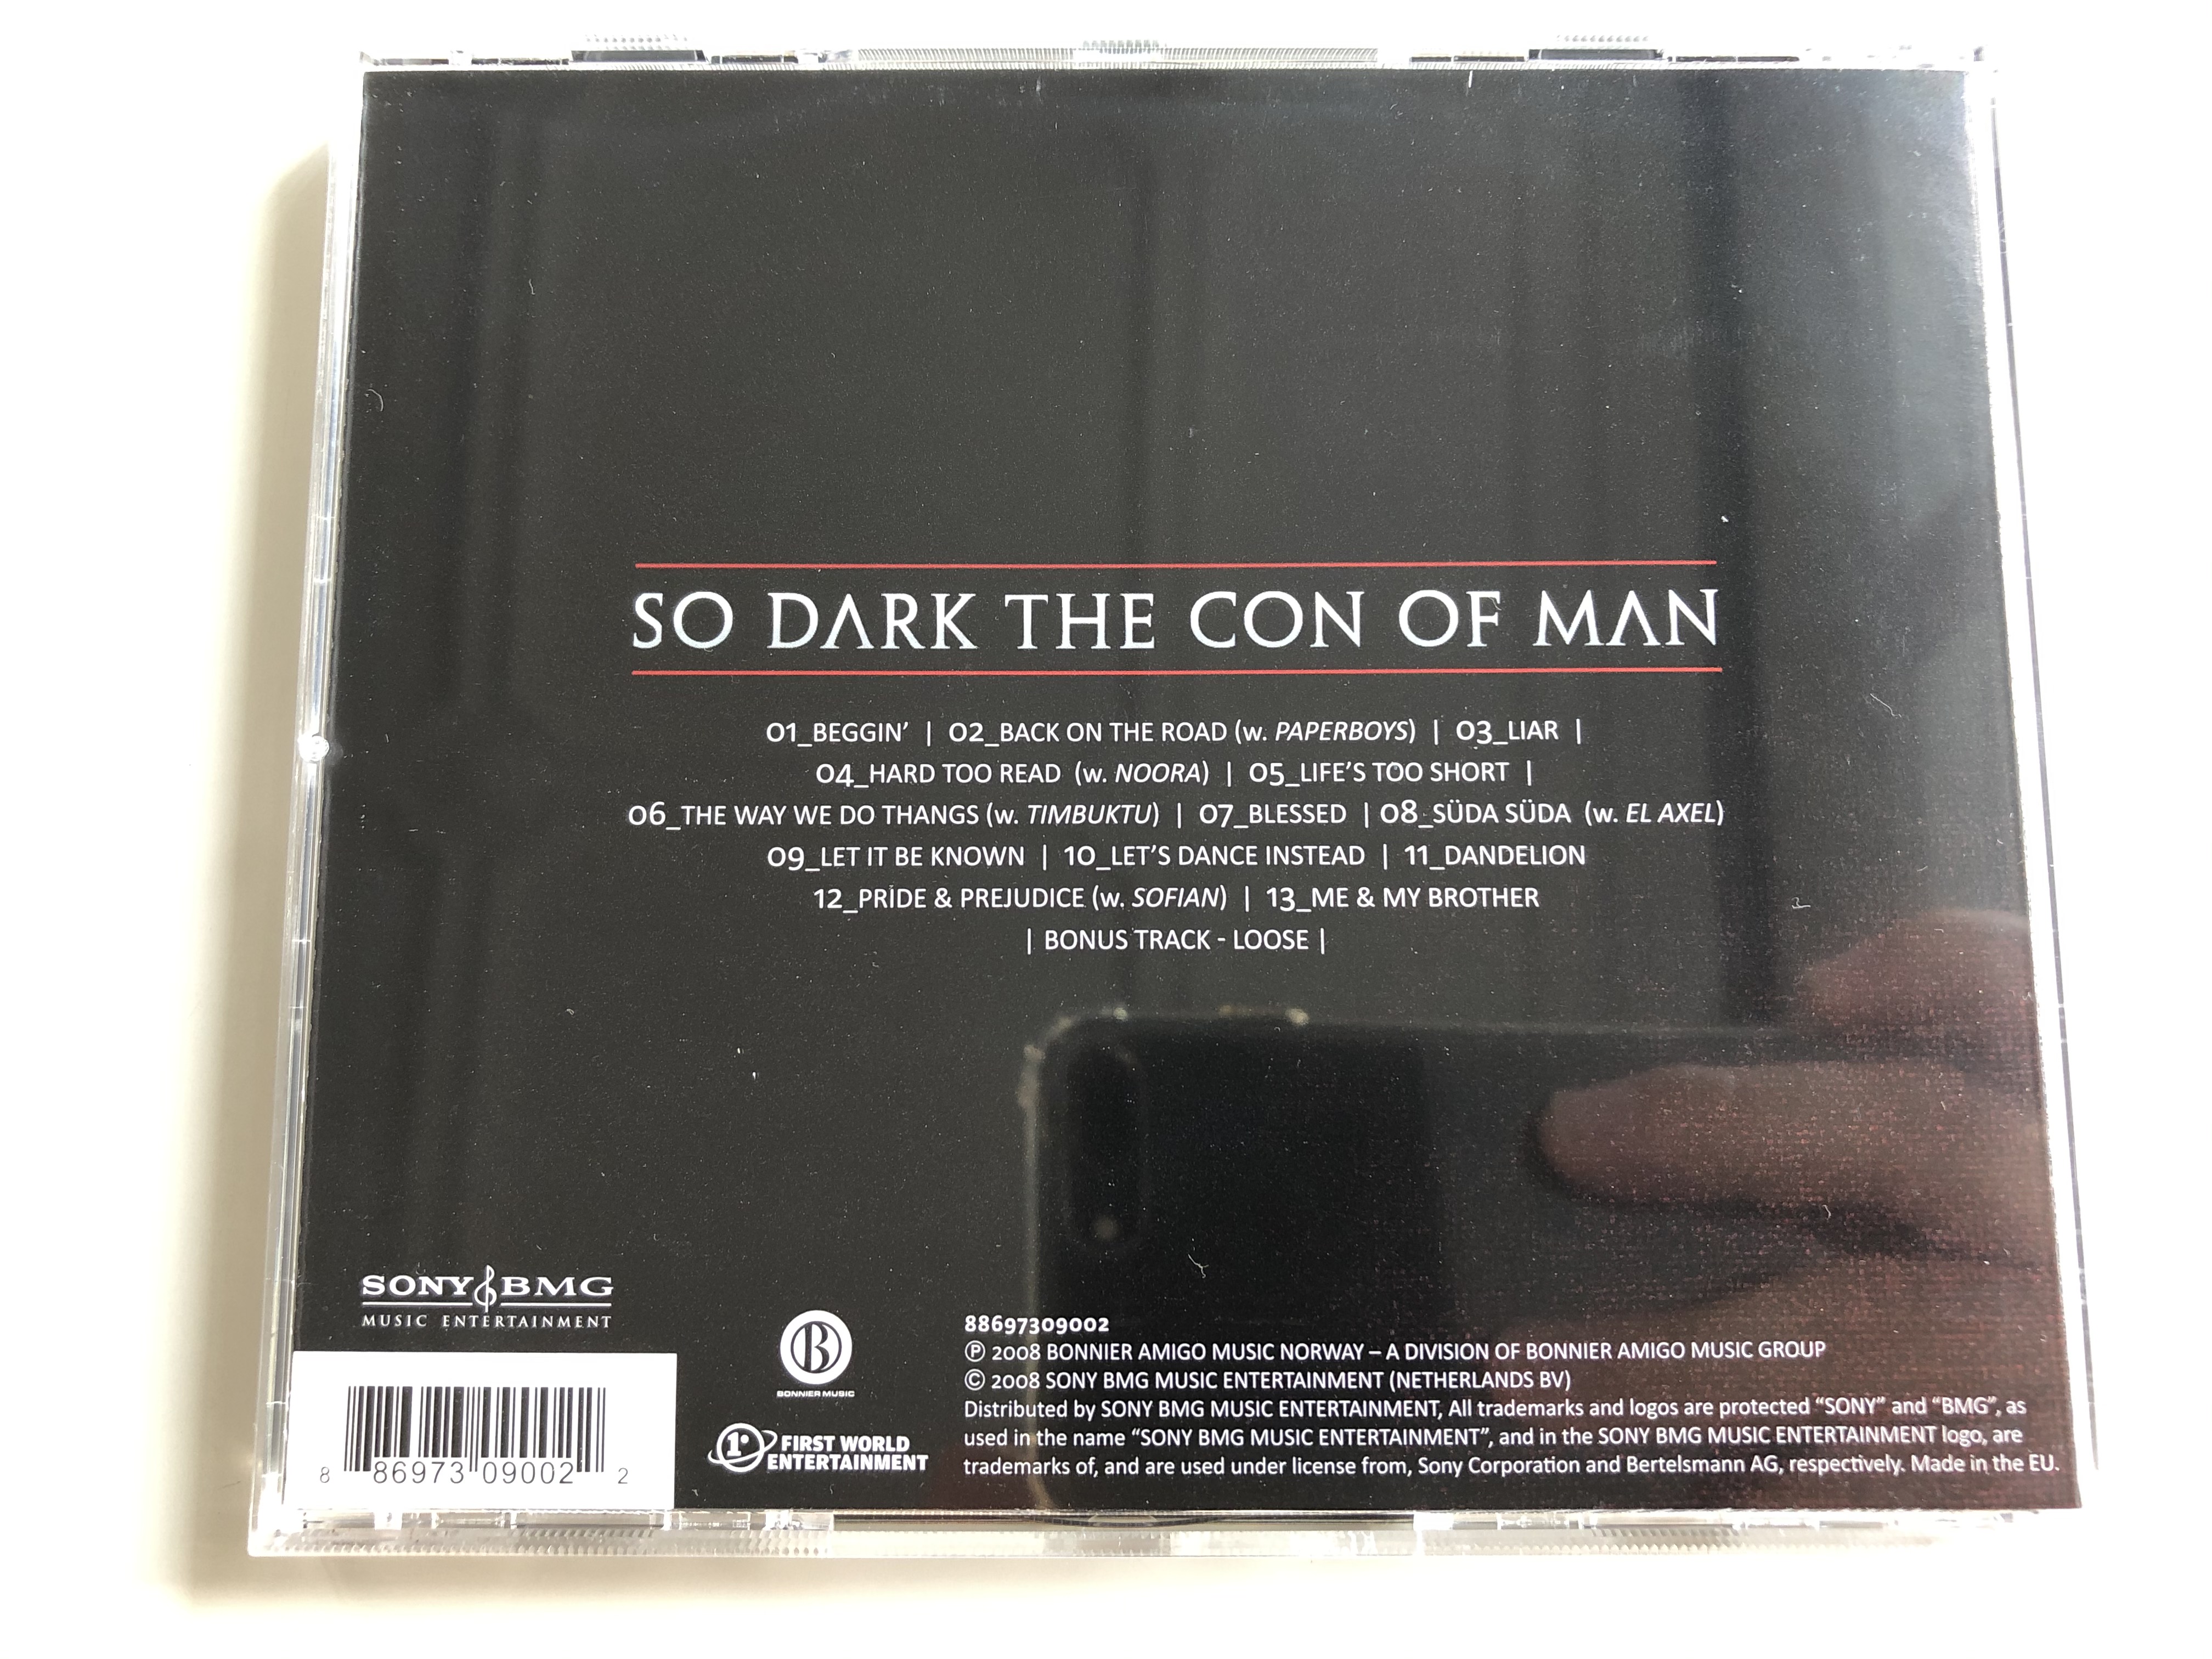 SO DARK THE CON OF MAN
01_BEGGIN' | 02_BACK ON THE ROAD (w. PAPERBOYS) | 03_LIAR |
04_HARD TOO READ (w. NOORA) | 05_LIFE'S TOO SHORT |
06_THE WAY WE DO THANGS (w. TIMBUKTU) | 07_BLESSED | 08_SÜDA SÜDA (w. EL AXEL)
09_LET IT BE KNOWN | 10_LET'S DANCE INSTEAD | 11_DANDELION
12_PRIDE & PREJUDICE (w. SOFIAN) | 13_ME & MY BROTHER
| BONUS TRACK - LOOSE |
SONY BMG
MUSIC ENTERTAINMENT
8 86973 09002 2
B
BONNIER MUSIC
1r FIRST WORLD
ENTERTAINMENT
88697309002
℗ 2008 BONNIER AMIGO MUSIC NORWAY – A DIVISION OF BONNIER AMIGO MUSIC GROUP
© 2008 SONY BMG MUSIC ENTERTAINMENT (NETHERLANDS BV)
Distributed by SONY BMG MUSIC ENTERTAINMENT, All trademarks and logos are protected "SONY" and "BMG", as
used in the name "SONY BMG MUSIC ENTERTAINMENT", and in the SONY BMG MUSIC ENTERTAINMENT logo, are
trademarks of, and are used under license from, Sony Corporation and Bertelsmann AG, respectively. Made in the EU.